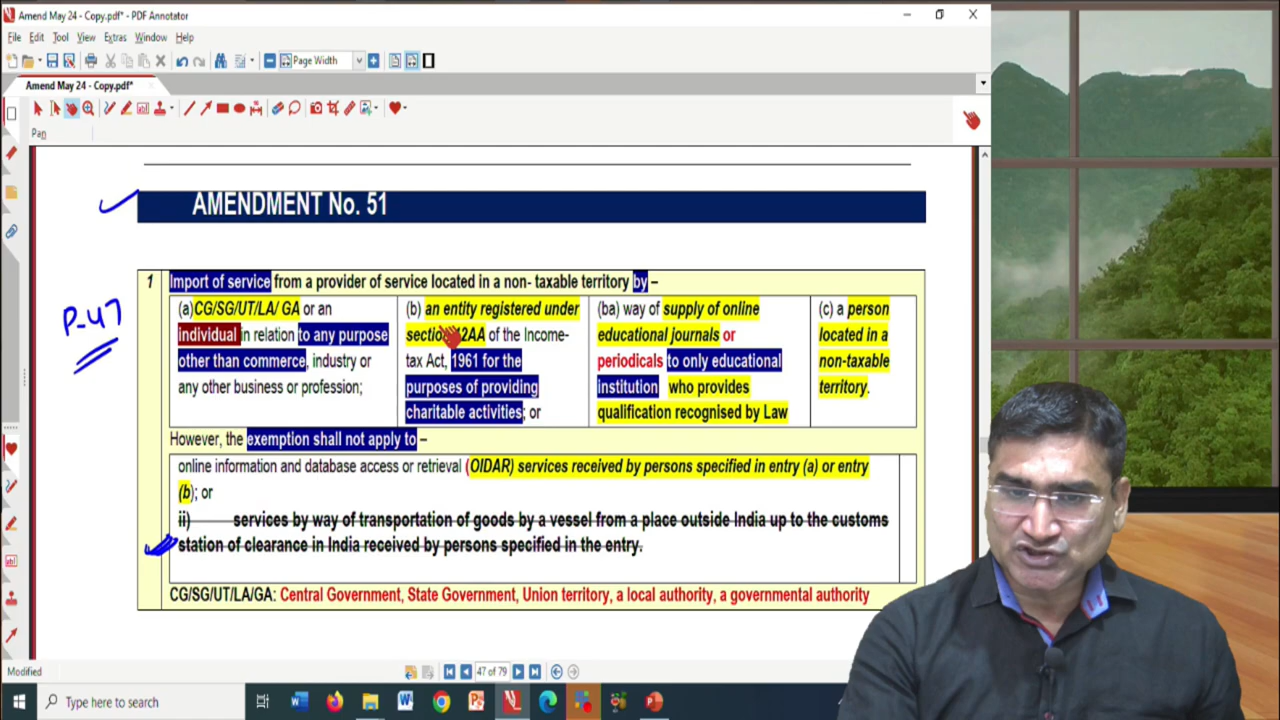 Amend May 24 - Copy.pdf* - PDF Annotator
File Edit Tool View Extras Window Help
Page Width
Amend May 24 - Copy.pdf*
Pan
AMENDMENT No. 51
P-47
1 Import of service from a provider of service located in a non- taxable territory by –
(a)CG/SG/UT/LA/ GA or an
individual in relation to any purpose
other than commerce, industry or
any other business or profession;
(b) an entity registered under
section 12AA of the Income-
tax Act, 1961 for the
purposes of providing
charitable activities; or
(ba) way of supply of online
educational journals or
periodicals to only educational
institution who provides
qualification recognised by Law
(c) a person
located in a
non-taxable
territory.
However, the exemption shall not apply to –
online information and database access or retrieval (OIDAR) services received by persons specified in entry (a) or entry
(b); or
ii) services by way of transportation of goods by a vessel from a place outside India up to the customs
station of clearance in India received by persons specified in the entry.
CG/SG/UT/LA/GA: Central Government, State Government, Union territory, a local authority, a governmental authority
Modified
47 of 79
Type here to search